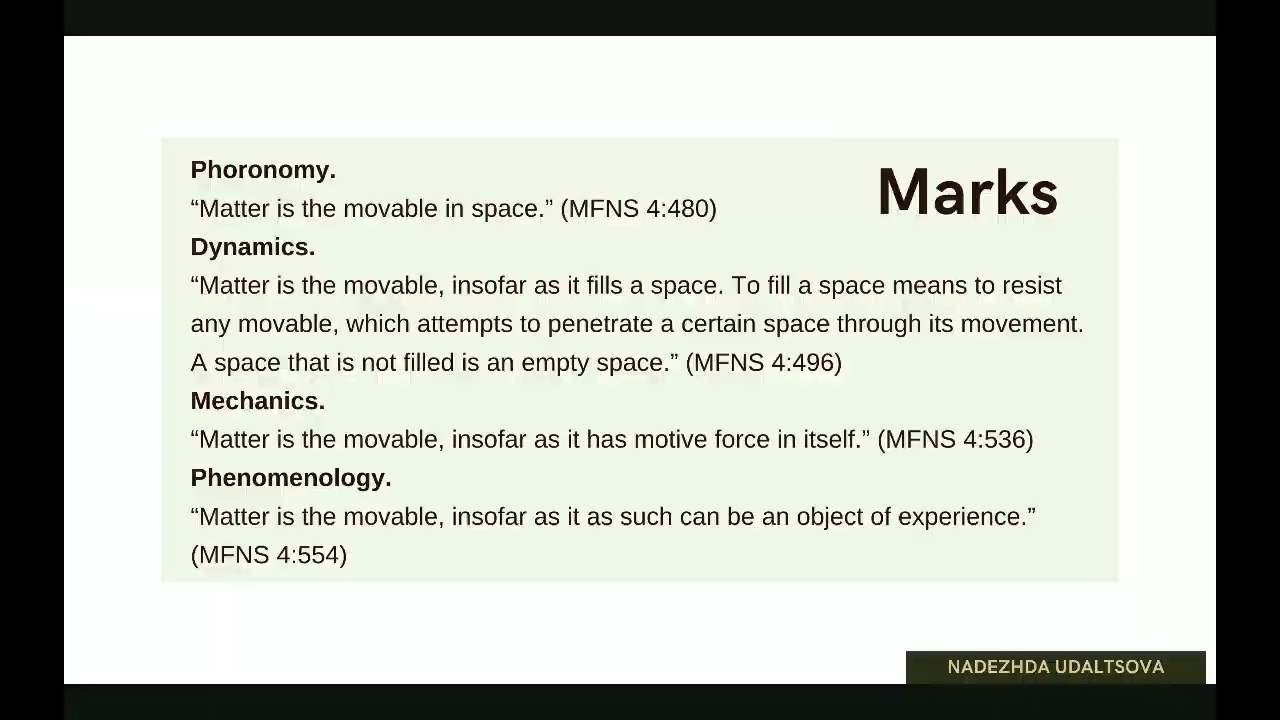 Marks
Phoronomy.
“Matter is the movable in space.” (MFNS 4:480)
Dynamics.
“Matter is the movable, insofar as it fills a space. To fill a space means to resist
any movable, which attempts to penetrate a certain space through its movement.
A space that is not filled is an empty space.” (MFNS 4:496)
Mechanics.
“Matter is the movable, insofar as it has motive force in itself.” (MFNS 4:536)
Phenomenology.
“Matter is the movable, insofar as it as such can be an object of experience.”
(MFNS 4:554)
NADEZHDA UDALTSOVA